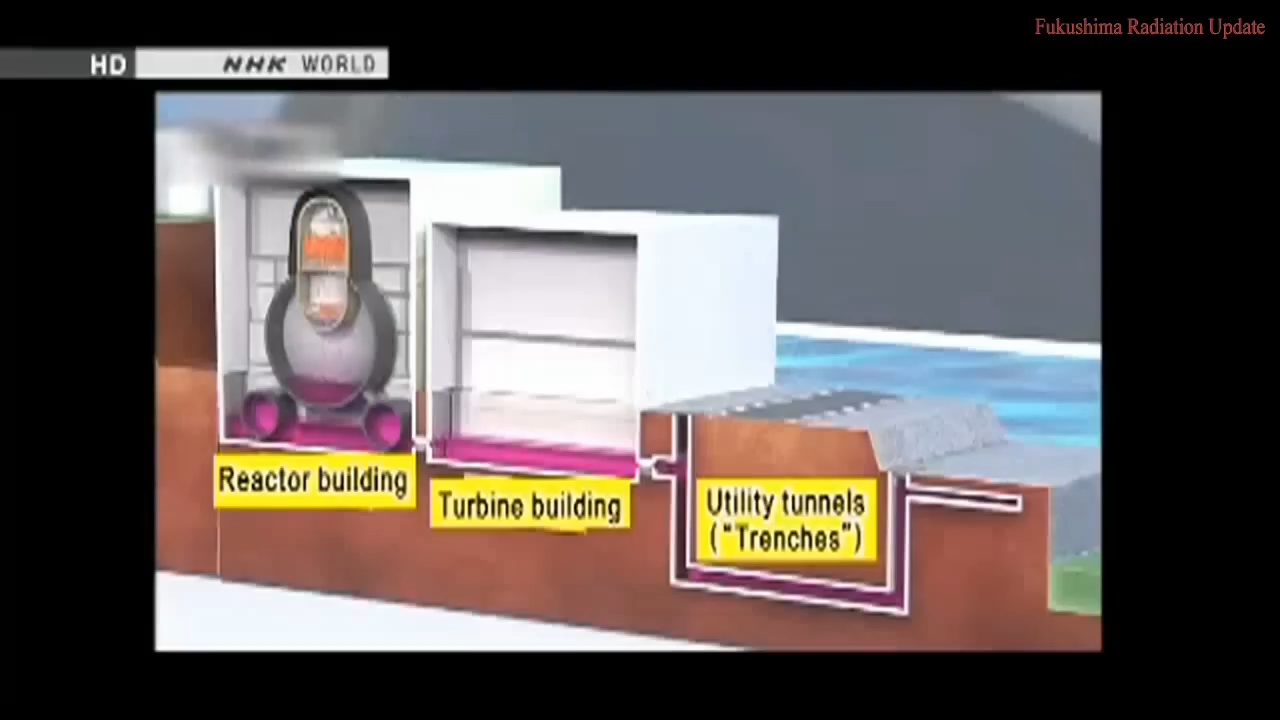 Fukushima Radiation Update
HD NHK WORLD
Reactor building
Turbine building
Utility tunnels
("Trenches")